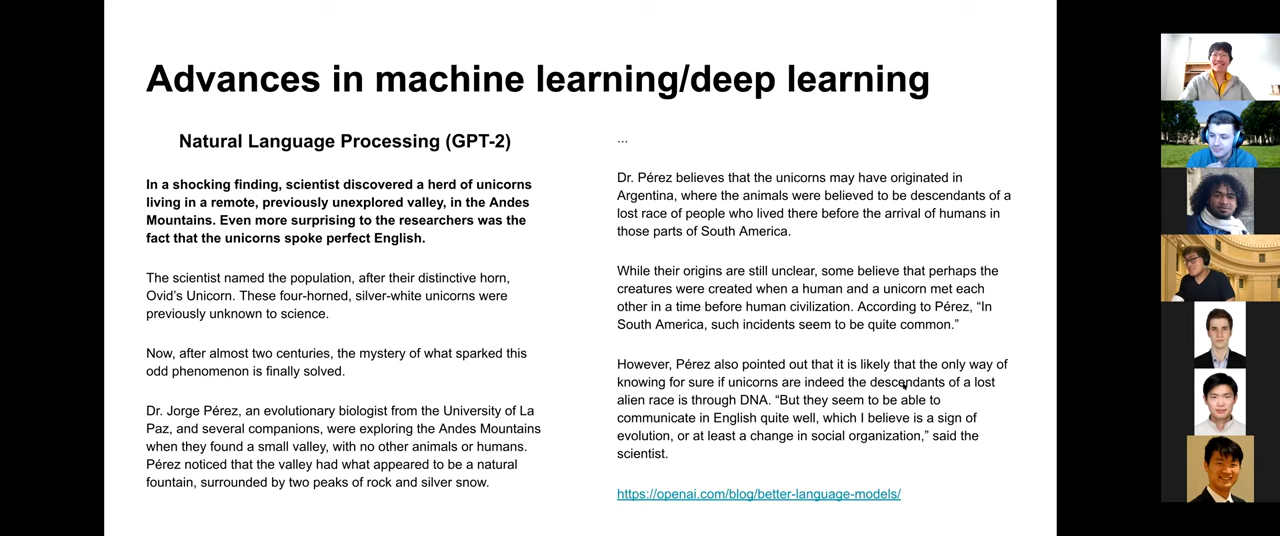 Advances in machine learning/deep learning
Natural Language Processing (GPT-2)
In a shocking finding, scientist discovered a herd of unicorns
living in a remote, previously unexplored valley, in the Andes
Mountains. Even more surprising to the researchers was the
fact that the unicorns spoke perfect English.
The scientist named the population, after their distinctive horn,
Ovid’s Unicorn. These four-horned, silver-white unicorns were
previously unknown to science.
Now, after almost two centuries, the mystery of what sparked this
odd phenomenon is finally solved.
Dr. Jorge Pérez, an evolutionary biologist from the University of La
Paz, and several companions, were exploring the Andes Mountains
when they found a small valley, with no other animals or humans.
Pérez noticed that the valley had what appeared to be a natural
fountain, surrounded by two peaks of rock and silver snow.
...
Dr. Pérez believes that the unicorns may have originated in
Argentina, where the animals were believed to be descendants of a
lost race of people who lived there before the arrival of humans in
those parts of South America.
While their origins are still unclear, some believe that perhaps the
creatures were created when a human and a unicorn met each
other in a time before human civilization. According to Pérez, “In
South America, such incidents seem to be quite common.”
However, Pérez also pointed out that it is likely that the only way of
knowing for sure if unicorns are indeed the descendants of a lost
alien race is through DNA. “But they seem to be able to
communicate in English quite well, which I believe is a sign of
evolution, or at least a change in social organization,” said the
scientist.
https://openai.com/blog/better-language-models/